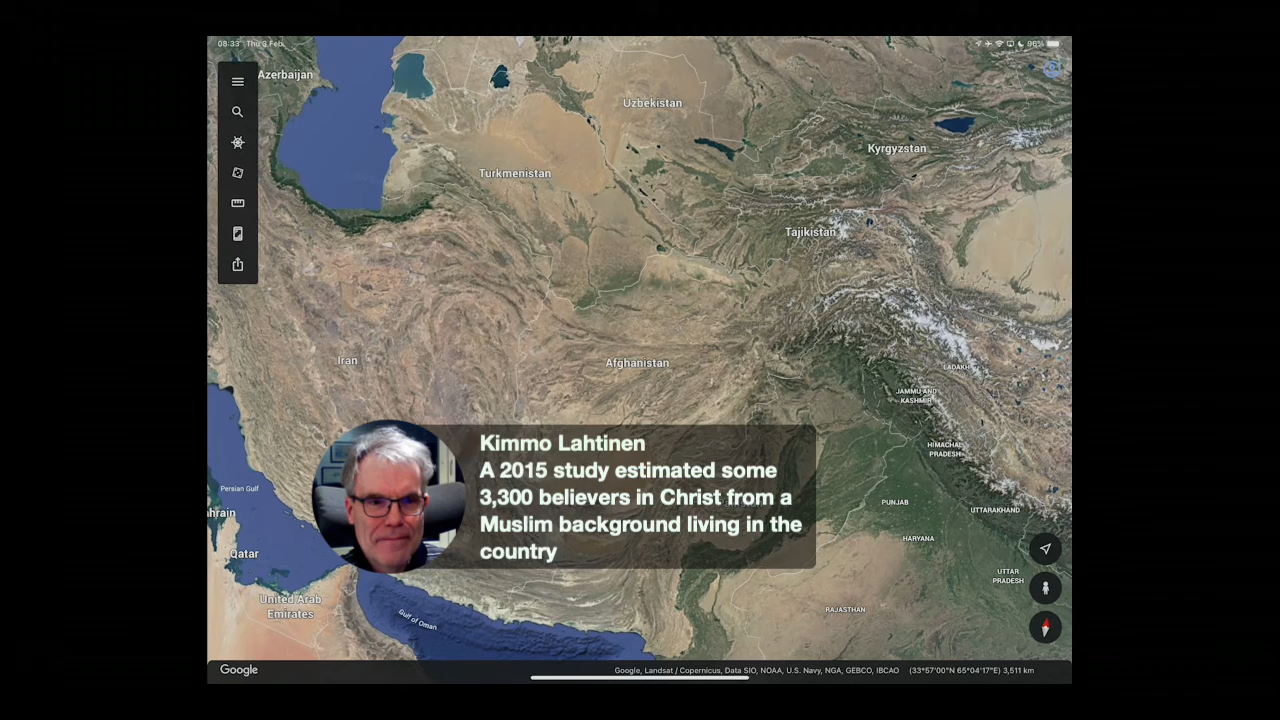 08:33 Thu 3 Feb
96%
Azerbaijan
Uzbekistan
Kyrgyzstan
Turkmenistan
Tajikistan
Iran
Afghanistan
LADAKH
JAMMU AND
KASHMIR
HIMACHAL
PRADESH
Kimmo Lahtinen
A 2015 study estimated some
3,300 believers in Christ from a
Muslim background living in the
country
Persian Gulf
hrain
PUNJAB
UTTARAKHAND
HARYANA
Qatar
UTTAR
PRADESH
United Arab
Emirates
RAJASTHAN
Gulf of Oman
Google
Google, Landsat / Copernicus, Data SIO, NOAA, U.S. Navy, NGA, GEBCO, IBCAO (33°57'00"N 65°04'17"E) 3,511 km